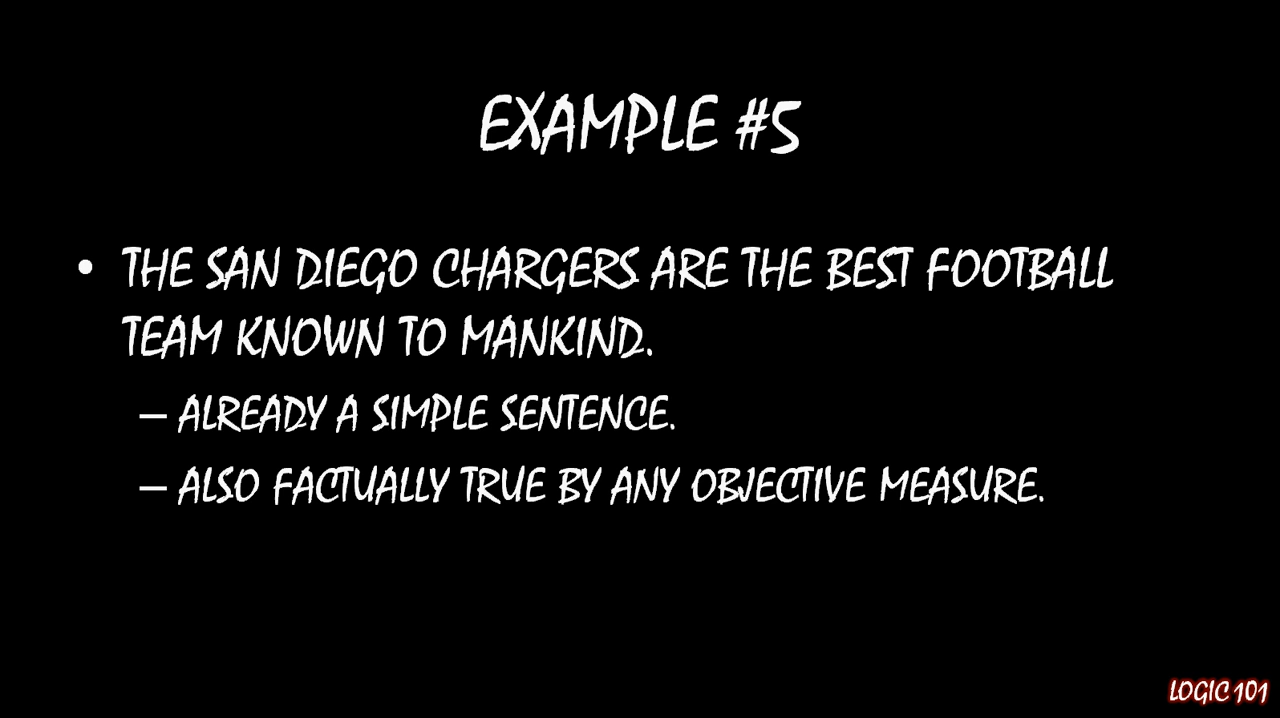 EXAMPLE #5
• THE SAN DIEGO CHARGERS ARE THE BEST FOOTBALL
TEAM KNOWN TO MANKIND.
– ALREADY A SIMPLE SENTENCE.
– ALSO FACTUALLY TRUE BY ANY OBJECTIVE MEASURE.
LOGIC 101